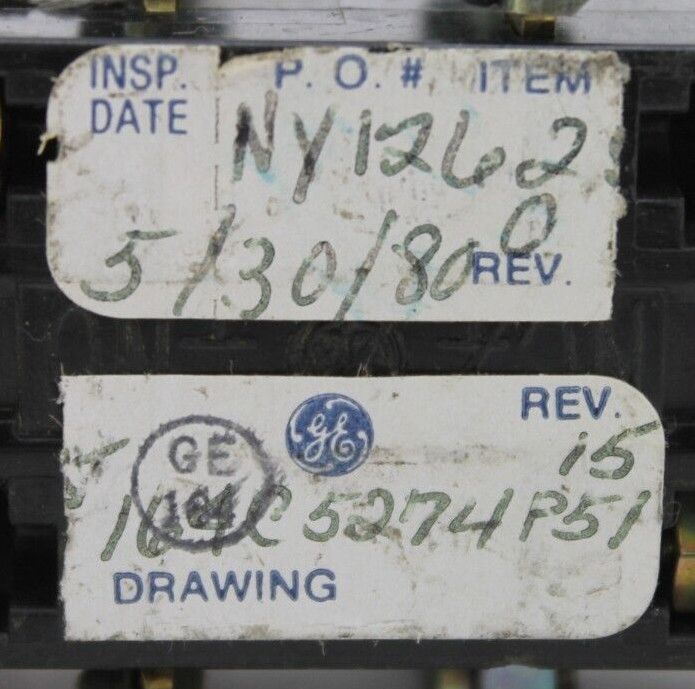 INSP. P. O. # ITEM
DATE
NY1262
5/30/80 0
REV.
GE
REV.
15
164C5274P51
DRAWING